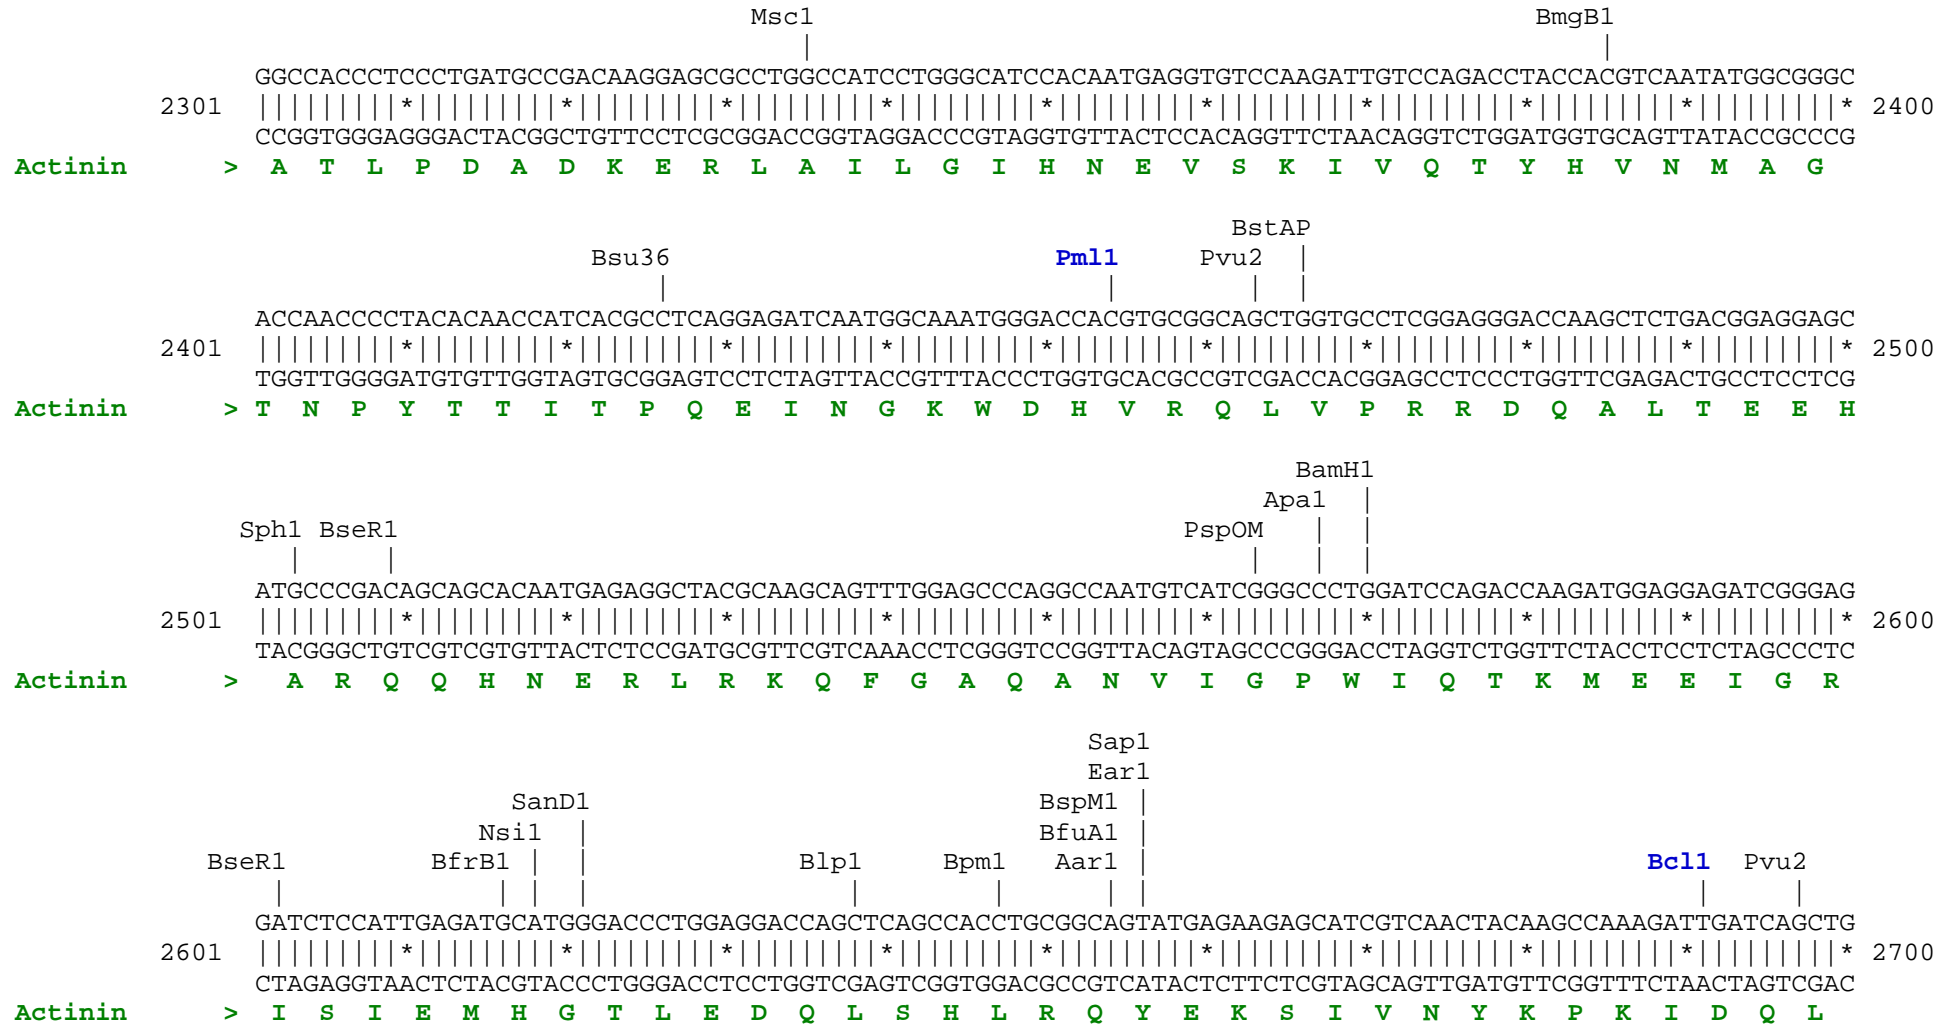 Msc1 BmgB1
| |
GGCCACCCTCCCTGATGCCGACAAGGAGCGCCTGGCCATCCTGGGCATCCACAATGAGGTGTCCAAGATTGTCCAGACCTACCACGTCAATATGGCGGGC
2301 |||||||||*|||||||||*|||||||||*|||||||||*|||||||||*|||||||||*|||||||||*|||||||||*|||||||||*|||||||||* 2400
CCGGTGGGAGGGACTACGGCTGTTCCTCGCGGACCGGTAGGACCCGTAGGTGTTACTCCACAGGTTCTAACAGGTCTGGATGGTGCAGTTATACCGCCCG
Actinin > A T L P D A D K E R L A I L G I H N E V S K I V Q T Y H V N M A G
BstAP
Bsu36 Pml1 Pvu2 |
| | | |
ACCAACCCCTACACAACCATCACGCCTCAGGAGATCAATGGCAAATGGGACCACGTGCGGCAGCTGGTGCCTCGGAGGGACCAAGCTCTGACGGAGGAGC
2401 |||||||||*|||||||||*|||||||||*|||||||||*|||||||||*|||||||||*|||||||||*|||||||||*|||||||||*|||||||||* 2500
TGGTTGGGGATGTGTTGGTAGTGCGGAGTCCTCTAGTTACCGTTTACCCTGGTGCACGCCGTCGACCACGGAGCCTCCCTGGTTCGAGACTGCCTCCTCG
Actinin > T N P Y T T I T P Q E I N G K W D H V R Q L V P R R D Q A L T E E H
BamH1
Apa1 |
Sph1 BseR1 PspOM | |
| | | | |
ATGCCCGACAGCAGCACAATGAGAGGCTACGCAAGCAGTTTGGAGCCCAGGCCAATGTCATCGGGCCCTGGATCCAGACCAAGATGGAGGAGATCGGGAG
2501 |||||||||*|||||||||*|||||||||*|||||||||*|||||||||*|||||||||*|||||||||*|||||||||*|||||||||*|||||||||* 2600
TACGGGCTGTCGTCGTGTTACTCTCCGATGCGTTCGTCAAACCTCGGGTCCGGTTACAGTAGCCCGGGACCTAGGTCTGGTTCTACCTCCTCTAGCCCTC
Actinin > A R Q Q H N E R L R K Q F G A Q A N V I G P W I Q T K M E E I G R
Sap1
Ear1
SanD1 BspM1 |
Nsi1 | BfuA1 |
BseR1 BfrB1 | | Blp1 Bpm1 Aar1 | Bcl1 Pvu2
| | | | | | | | | |
GATCTCCATTGAGATGCATGGGACCCTGGAGGACCAGCTCAGCCACCTGCGGCAGTATGAGAAGAGCATCGTCAACTACAAGCCAAAGATTGATCAGCTG
2601 |||||||||*|||||||||*|||||||||*|||||||||*|||||||||*|||||||||*|||||||||*|||||||||*|||||||||*|||||||||* 2700
CTAGAGGTAACTCTACGTACCCTGGGACCTCCTGGTCGAGTCGGTGGACGCCGTCATACTCTTCTCGTAGCAGTTGATGTTCGGTTTCTAACTAGTCGAC
Actinin > I S I E M H G T L E D Q L S H L R Q Y E K S I V N Y K P K I D Q L